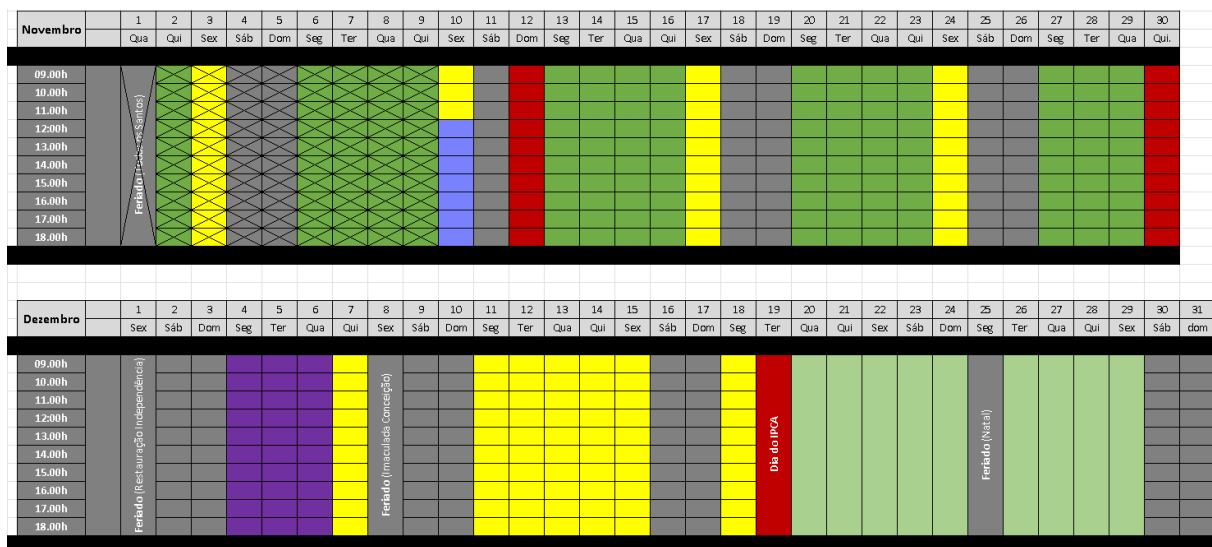 Novembro 1 2 3 4 5 6 7 8 9 10 11 12 13 14 15 16 17 18 19 20 21 22 23 24 25 26 27 28 29 30
Qua Qui Sex Sáb Dom Seg Ter Qua Qui Sex Sáb Dom Seg Ter Qua Qui Sex Sáb Dom Seg Ter Qua Qui Sex Sáb Dom Seg Ter Qua Qui.
09.00h
10.00h
11.00h
12:00h
13.00h
14.00h
15.00h
16.00h
17.00h
18.00h
Feriado (Todos os Santos)
Dezembro 1 2 3 4 5 6 7 8 9 10 11 12 13 14 15 16 17 18 19 20 21 22 23 24 25 26 27 28 29 30 31
Sex Sáb Dom Seg Ter Qua Qui Sex Sáb Dom Seg Ter Qua Qui Sex Sáb Dom Seg Ter Qua Qui Sex Sáb Dom Seg Ter Qua Qui Sex Sáb dom
09.00h
10.00h
11.00h
12:00h
13.00h
14.00h
15.00h
16.00h
17.00h
18.00h
Feriado (Restauração Independência)
Feriado (Imaculada Conceição)
Dia do IPCA
Feriado (Natal)